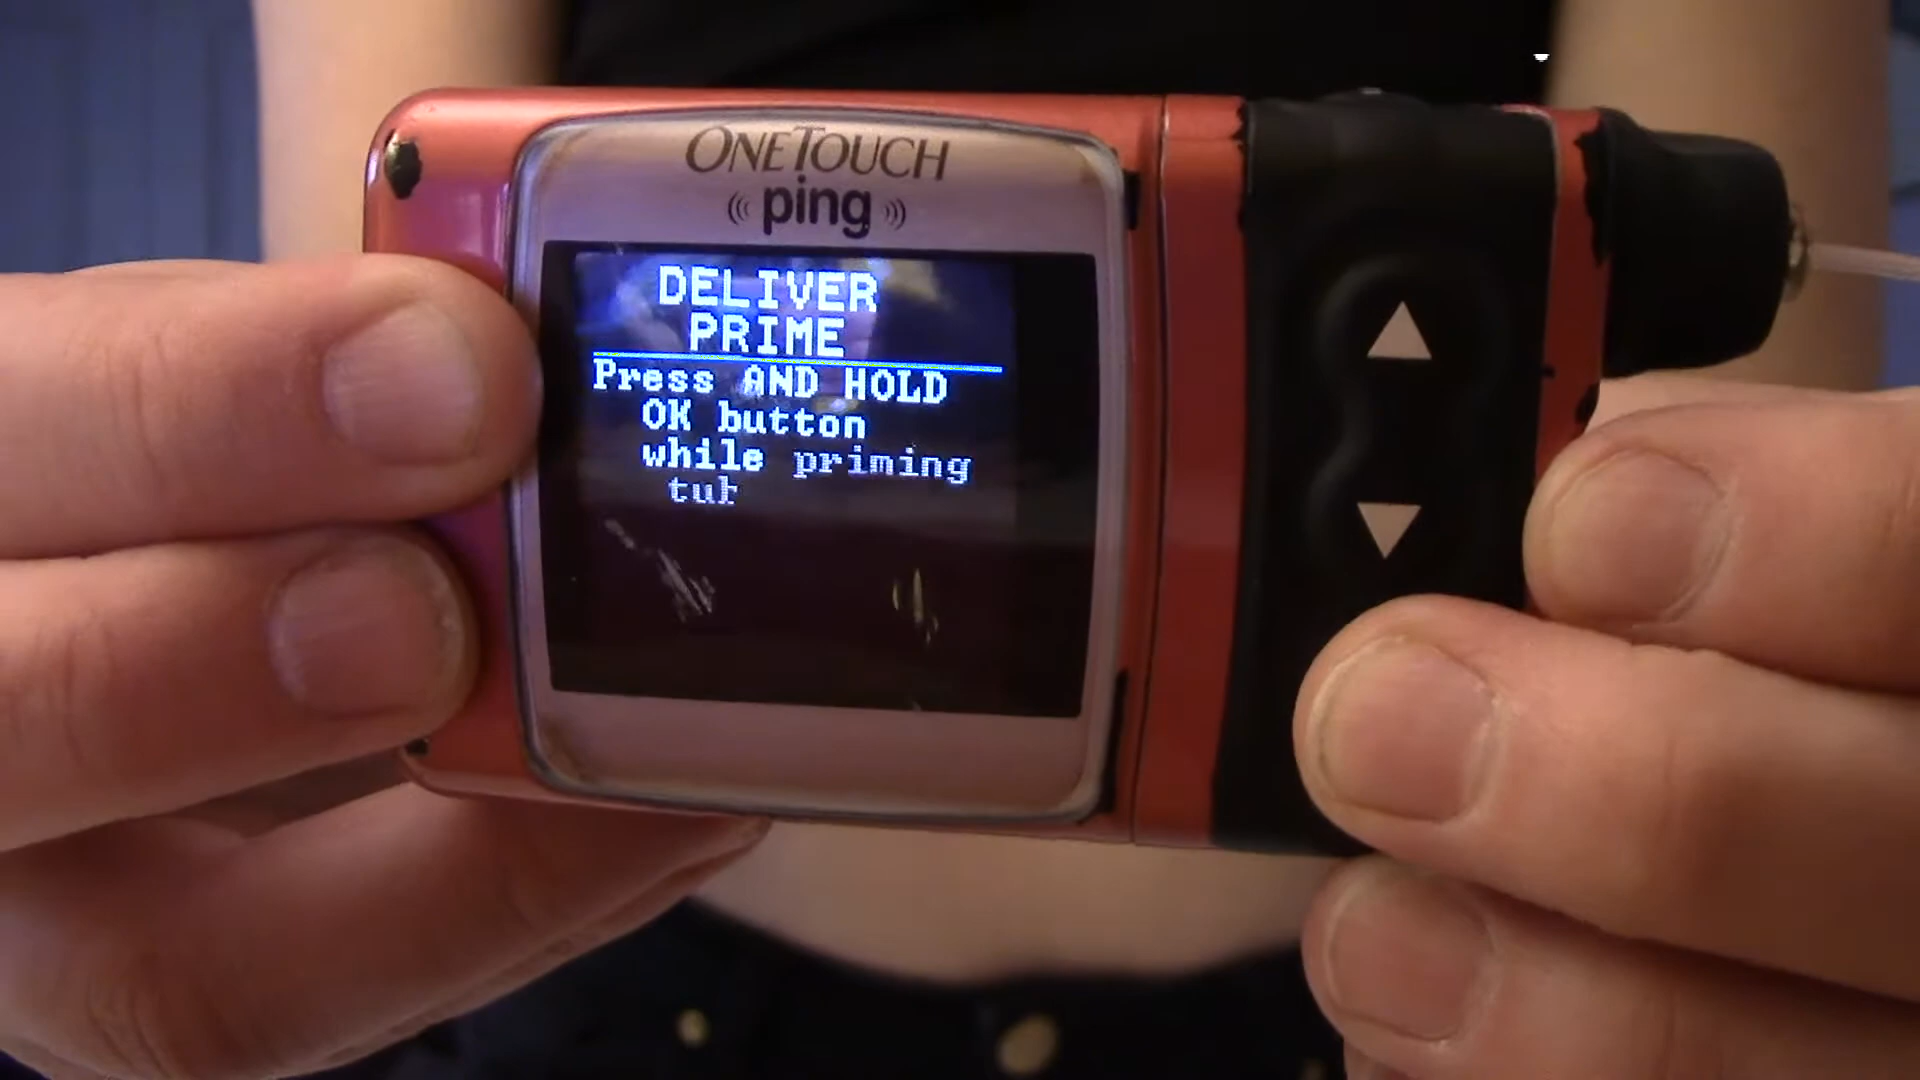 ONETOUCH
ping
DELIVER
PRIME
Press AND HOLD
OK button
while priming